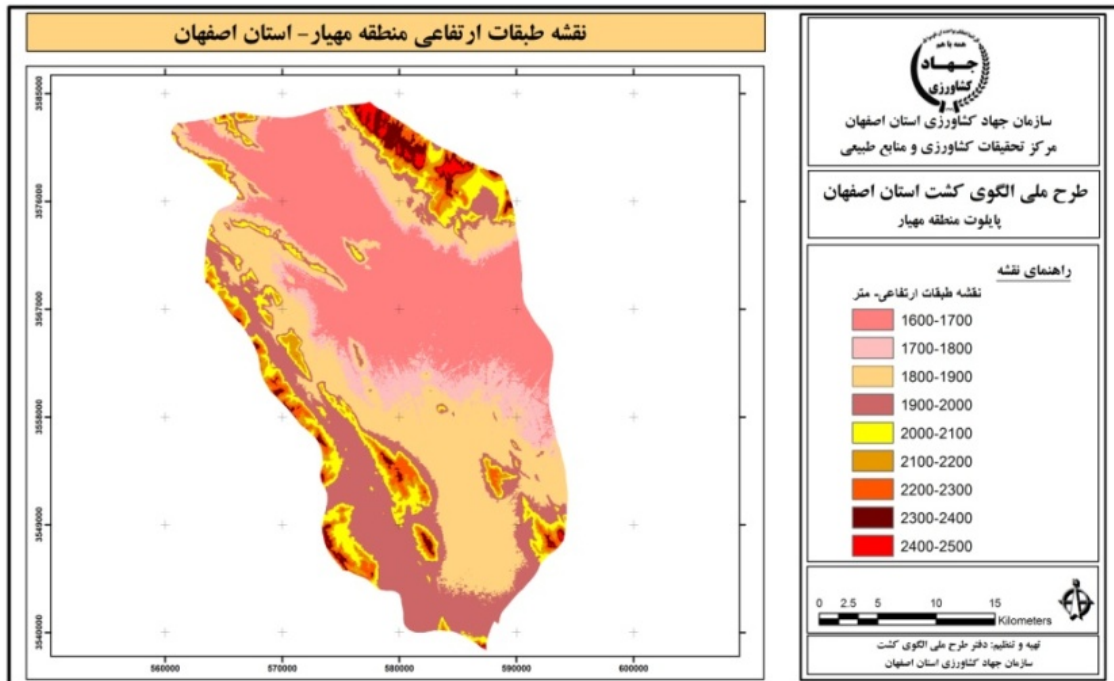 نقشه طبقات ارتفاعی منطقه مهیار- استان اصفهان
3585000
3576000
3567000
3558000
3549000
3540000
560000
570000
580000
590000
600000
همه با هم
جهاد
کشاورزی
سازمان جهاد کشاورزی استان اصفهان
مرکز تحقیقات کشاورزی و منابع طبیعی
طرح ملی الگوی کشت استان اصفهان
پایلوت منطقه مهیار
راهنمای نقشه
نقشه طبقات ارتفاعی- متر
1600-1700
1700-1800
1800-1900
1900-2000
2000-2100
2100-2200
2200-2300
2300-2400
2400-2500
0 2.5 5 10 15
Kilometers
تهیه و تنظیم: دفتر طرح ملی الگوی کشت
سازمان جهاد کشاورزی استان اصفهان